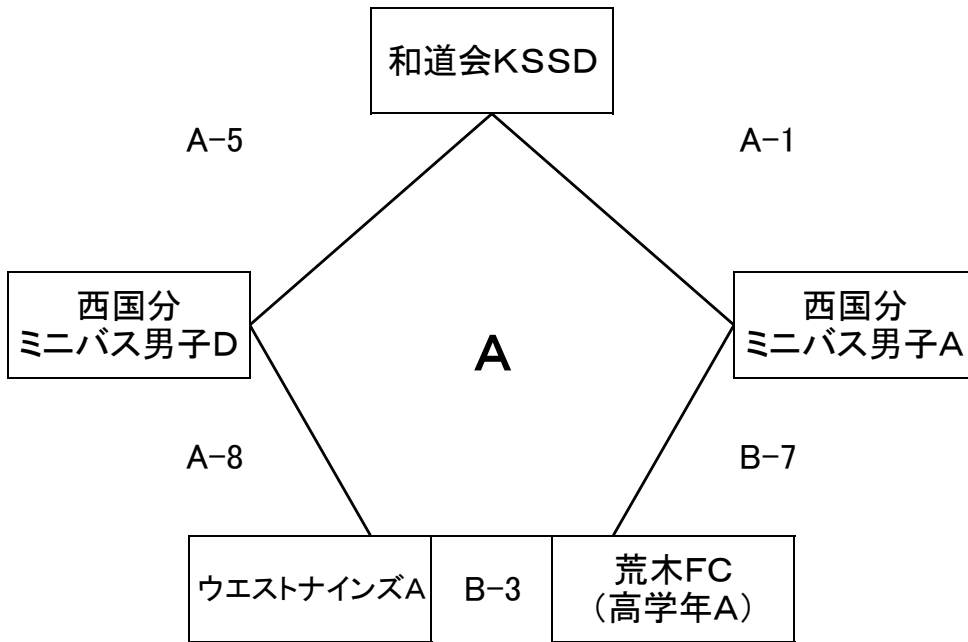 和道会KSSD
A-5
A-1
西国分
ミニバス男子D
西国分
ミニバス男子A
A
A-8
B-7
ウエストナインズA
B-3
荒木FC
（高学年A）